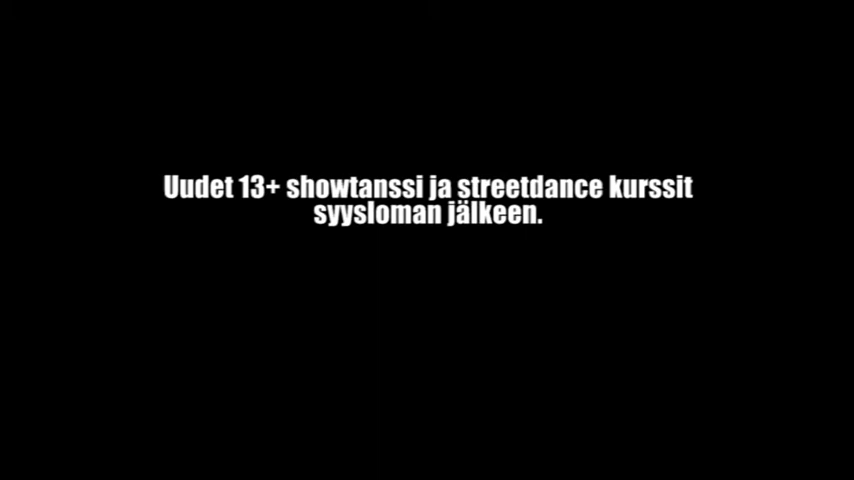 Uudet 13+ showtanssi ja streetdance kurssit
syysloman jälkeen.